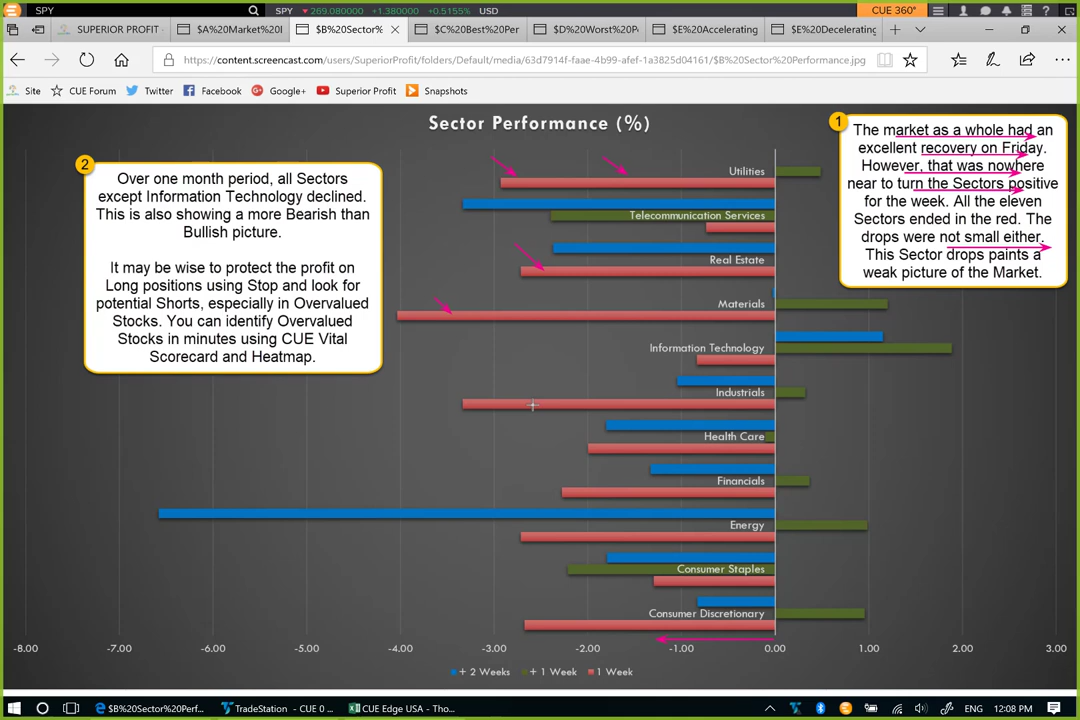 SPY
SPY 269.080000 +1.380000 +0.5155% USD
CUE 360°
SUPERIOR PROFIT
$A%20Market%20I
$B%20Sector%
$C%20Best%20Per
$D%20Worst%20P
$E%20Accelerating
$E%20Decelerating
https://content.screencast.com/users/SuperiorProfit/folders/Default/media/63d7914f-faae-4b99-afef-1a3825d04161/$B%20Sector%20Performance.jpg
Site CUE Forum Twitter Facebook Google+ Superior Profit Snapshots
Sector Performance (%)
1
The market as a whole had an
excellent recovery on Friday.
However, that was nowhere
near to turn the Sectors positive
for the week. All the eleven
Sectors ended in the red. The
drops were not small either.
This Sector drops paints a
weak picture of the Market.
2
Over one month period, all Sectors
except Information Technology declined.
This is also showing a more Bearish than
Bullish picture.
It may be wise to protect the profit on
Long positions using Stop and look for
potential Shorts, especially in Overvalued
Stocks. You can identify Overvalued
Stocks in minutes using CUE Vital
Scorecard and Heatmap.
Utilities
Telecommunication Services
Real Estate
Materials
Information Technology
Industrials
Health Care
Financials
Energy
Consumer Staples
Consumer Discretionary
-8.00 -7.00 -6.00 -5.00 -4.00 -3.00 -2.00 -1.00 0.00 1.00 2.00 3.00
+ 2 Weeks + 1 Week 1 Week
$B%20Sector%20Perf...
TradeStation - CUE 0 ...
CUE Edge USA - Tho...
ENG 12:08 PM